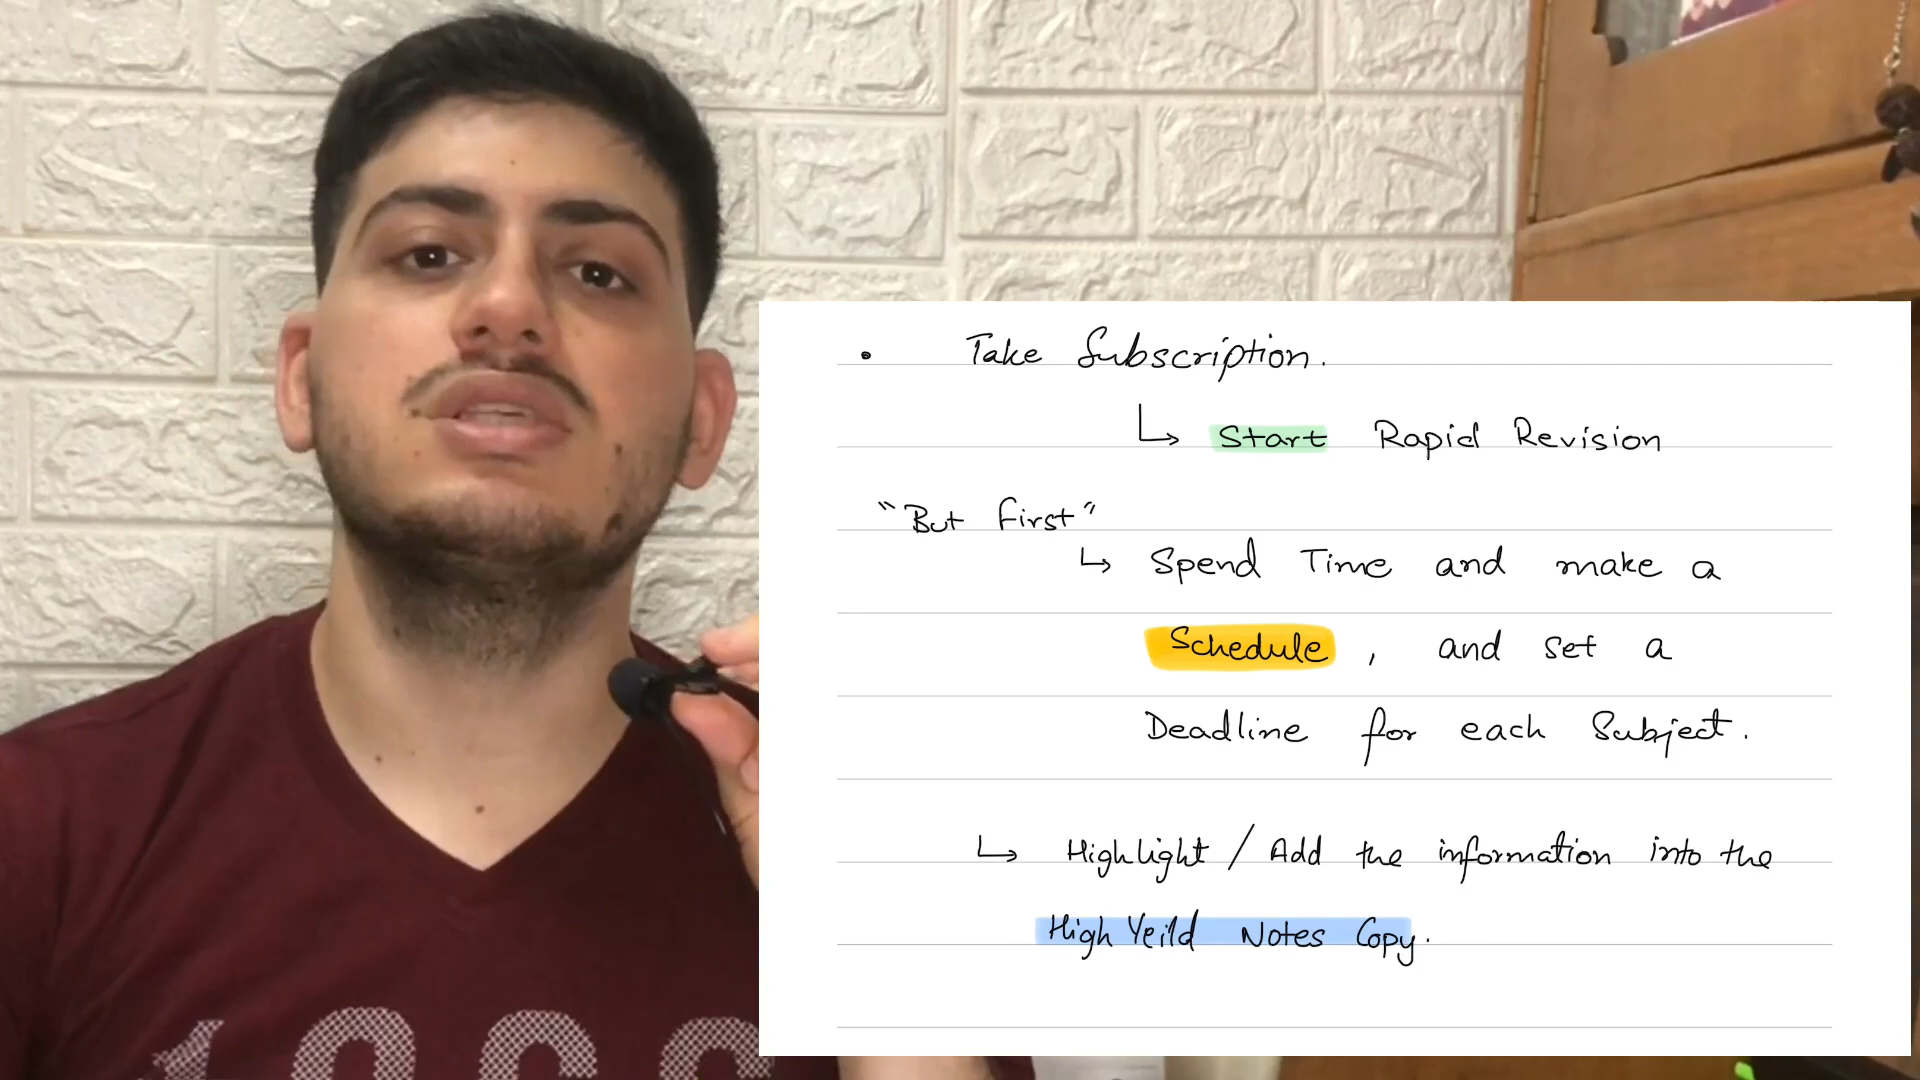 • Take Subscription.
↳ Start Rapid Revision
"But first"
↳ Spend Time and make a
Schedule, and set a
Deadline for each Subject.
↳ Highlight / Add the information into the
High Yeild Notes Copy.